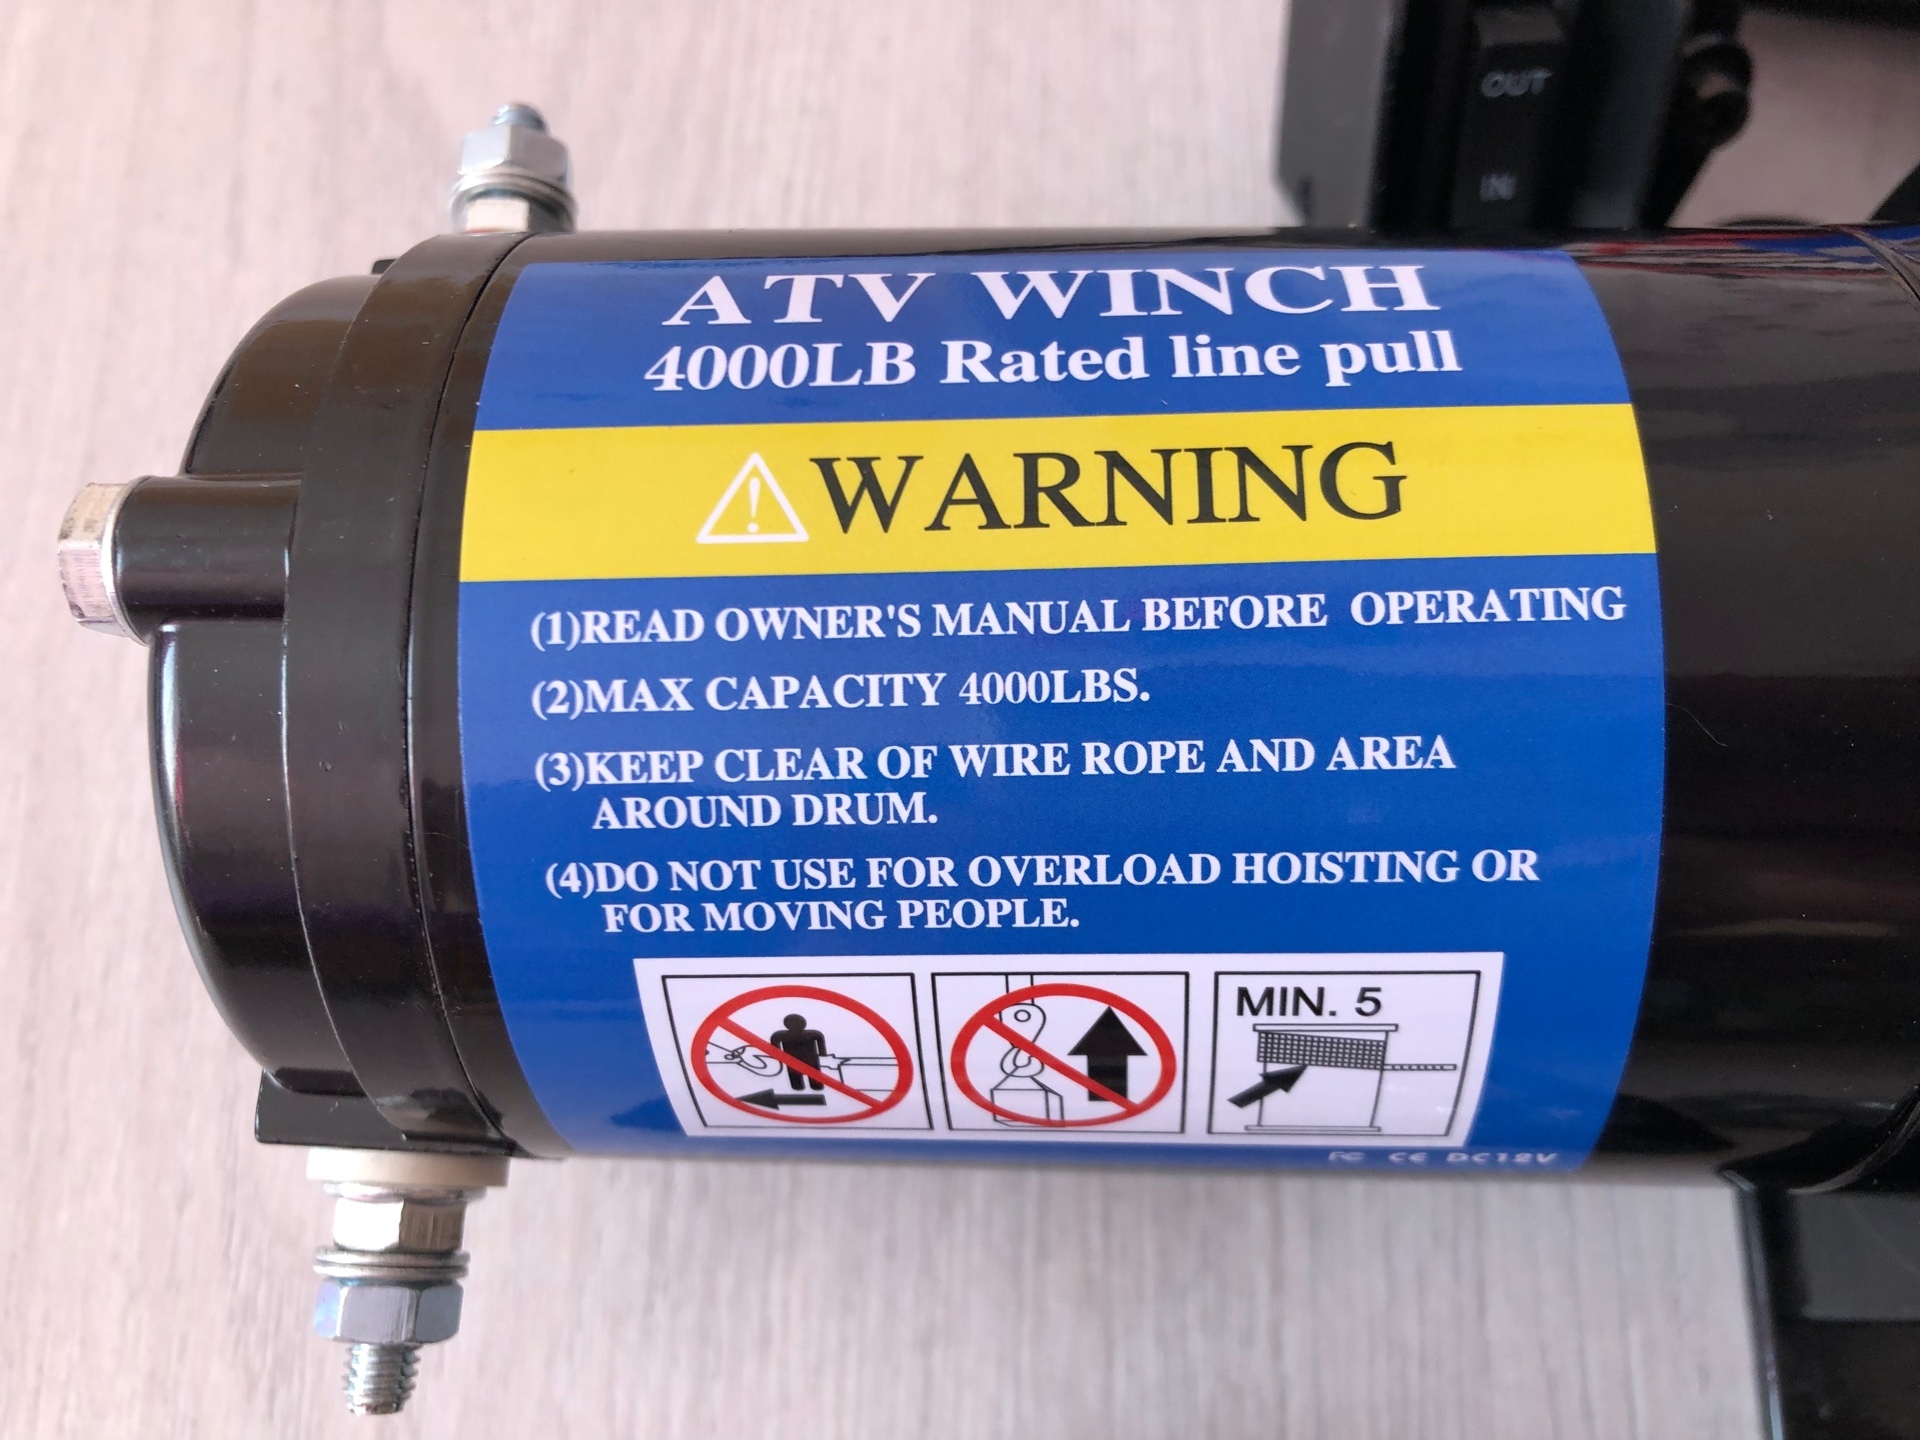 OUT
IN
ATV WINCH
4000LB Rated line pull
WARNING
(1)READ OWNER'S MANUAL BEFORE OPERATING
(2)MAX CAPACITY 4000LBS.
(3)KEEP CLEAR OF WIRE ROPE AND AREA
AROUND DRUM.
(4)DO NOT USE FOR OVERLOAD HOISTING OR
FOR MOVING PEOPLE.
MIN. 5
FC CE DC12V